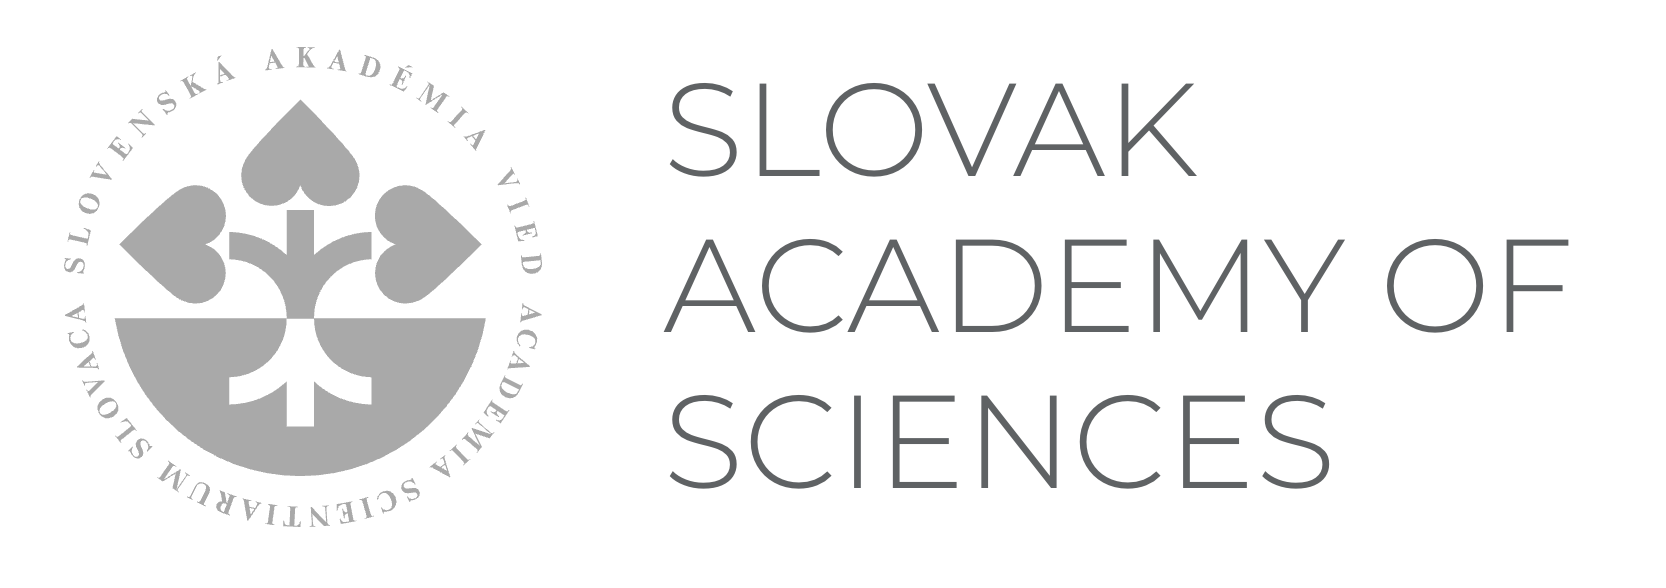 SLOVENSKÁ AKADÉMIA VIED
ACADEMIA SCIENTIARUM SLOVACA
SLOVAK
ACADEMY OF
SCIENCES